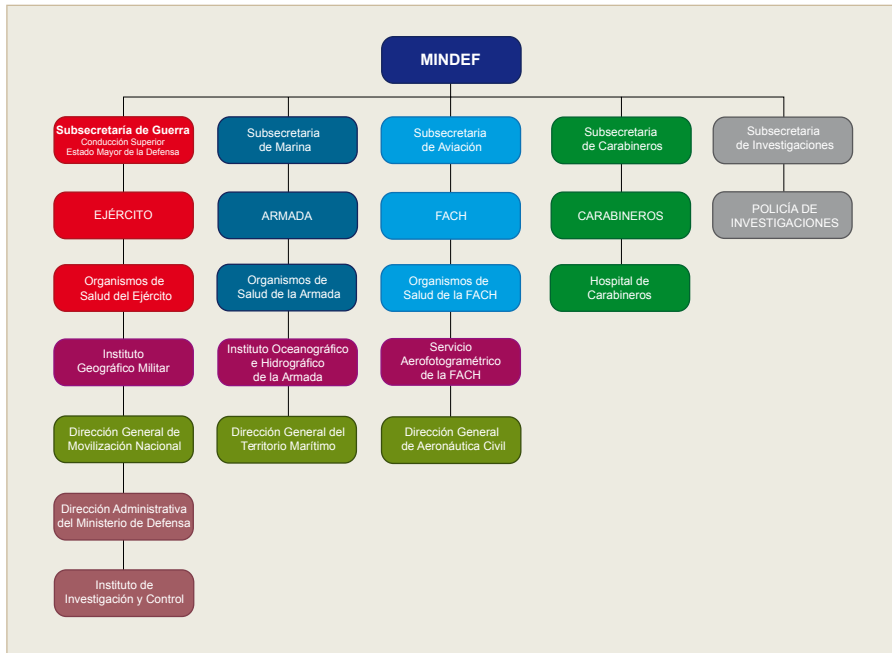 MINDEF
Subsecretaría de Guerra
Conducción Superior
Estado Mayor de la Defensa
Subsecretaria
de Marina
Subsecretaria
de Aviación
Subsecretaria
de Carabineros
Subsecretaria
de Investigaciones
EJÉRCITO
ARMADA
FACH
CARABINEROS
POLICÍA DE
INVESTIGACIONES
Organismos de
Salud del Ejército
Organismos de
Salud de la Armada
Organismos de
Salud de la FACH
Hospital de
Carabineros
Instituto
Geográfico Militar
Instituto Oceanográfico
e Hidrográfico
de la Armada
Servicio
Aerofotogramétrico
de la FACH
Dirección General de
Movilización Nacional
Dirección General del
Territorio Marítimo
Dirección General
de Aeronáutica Civil
Dirección Administrativa
del Ministerio de Defensa
Instituto de
Investigación y Control